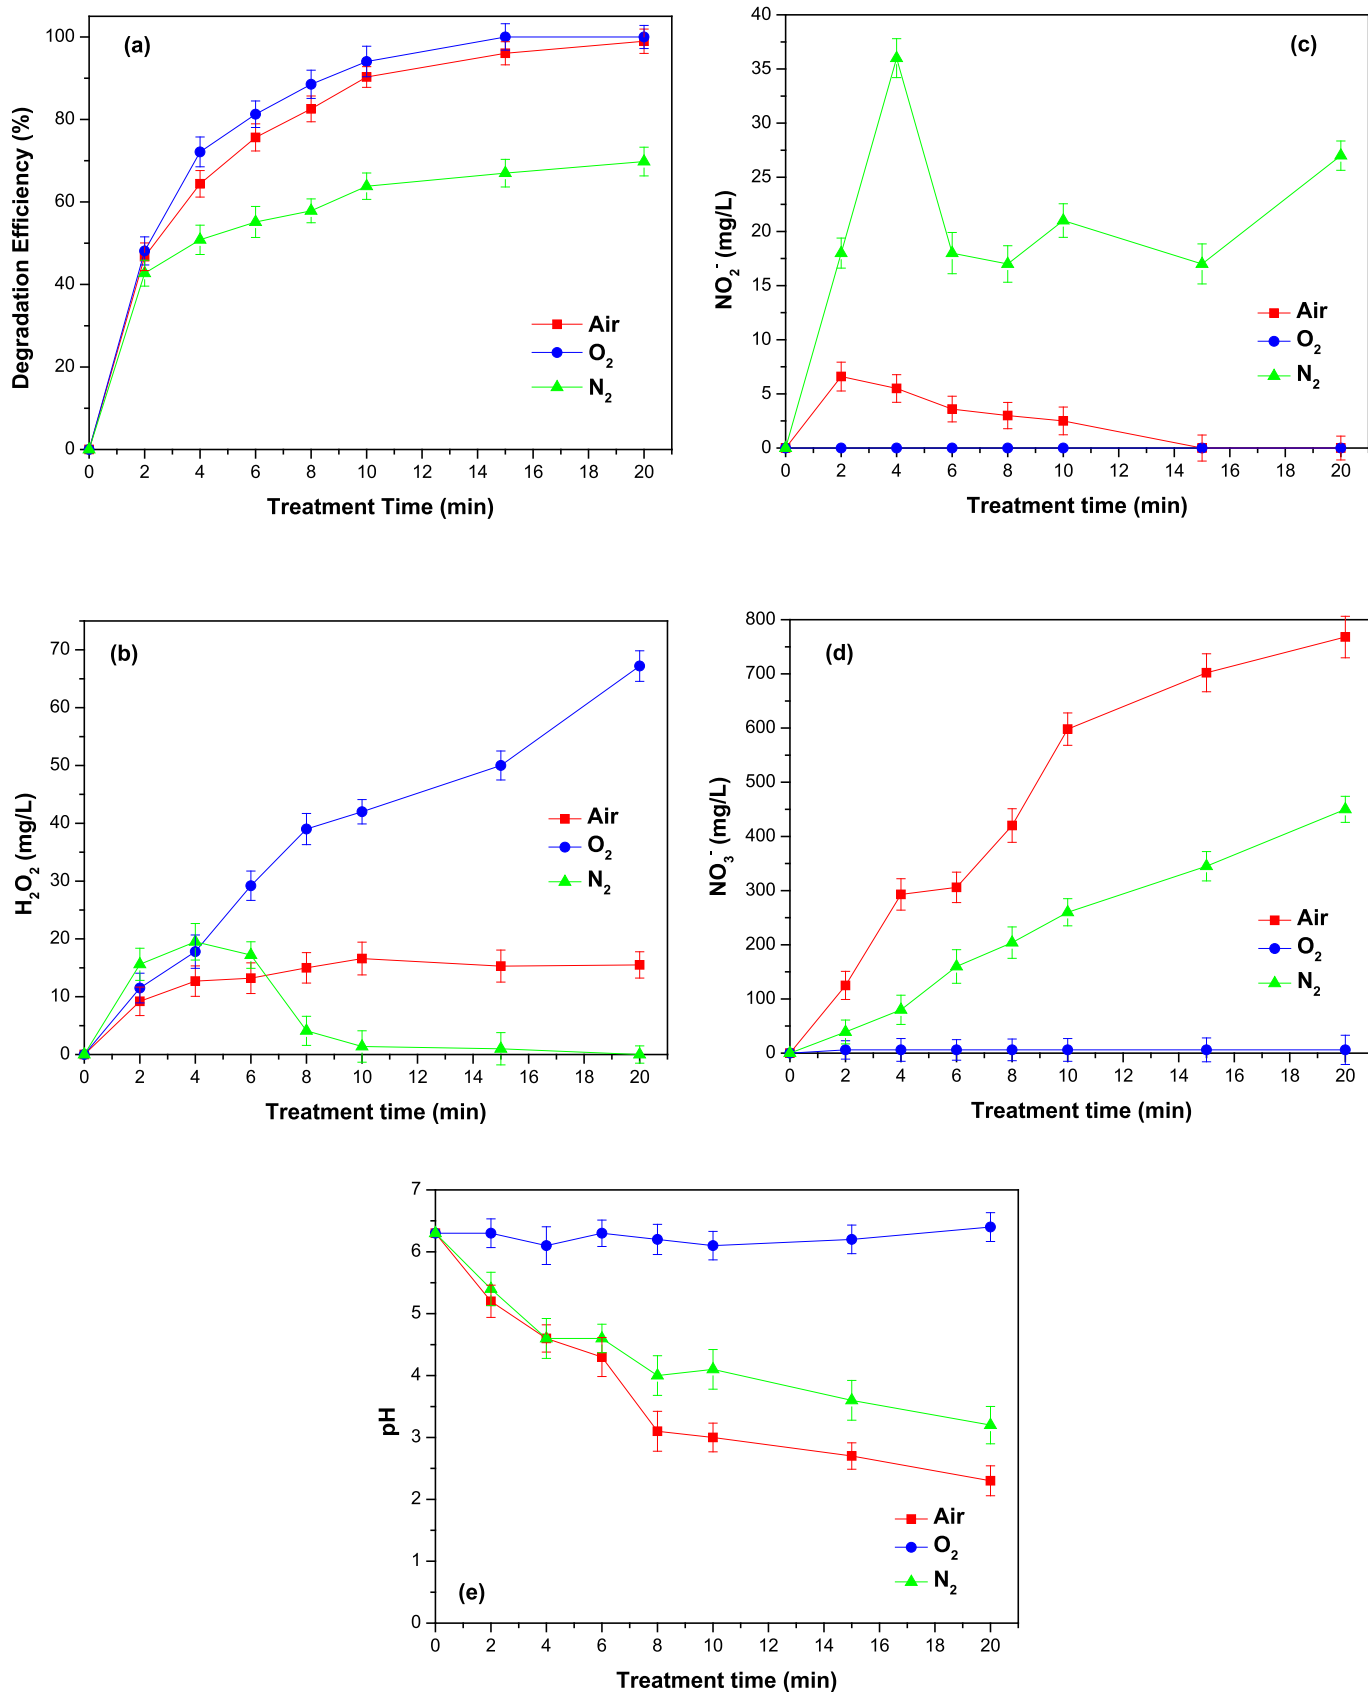 (a)
Degradation Efficiency (%)
100
80
60
40
20
0
Air
O₂
N₂
0 2 4 6 8 10 12 14 16 18 20
Treatment Time (min)
(c)
NO₂⁻ (mg/L)
40
35
30
25
20
15
10
5
0
Air
O₂
N₂
0 2 4 6 8 10 12 14 16 18 20
Treatment time (min)
(b)
H₂O₂ (mg/L)
70
60
50
40
30
20
10
0
Air
O₂
N₂
0 2 4 6 8 10 12 14 16 18 20
Treatment time (min)
(d)
NO₃⁻ (mg/L)
800
700
600
500
400
300
200
100
0
Air
O₂
N₂
0 2 4 6 8 10 12 14 16 18 20
Treatment time (min)
pH
7
6
5
4
3
2
1
0
Air
O₂
N₂
(e)
0 2 4 6 8 10 12 14 16 18 20
Treatment time (min)